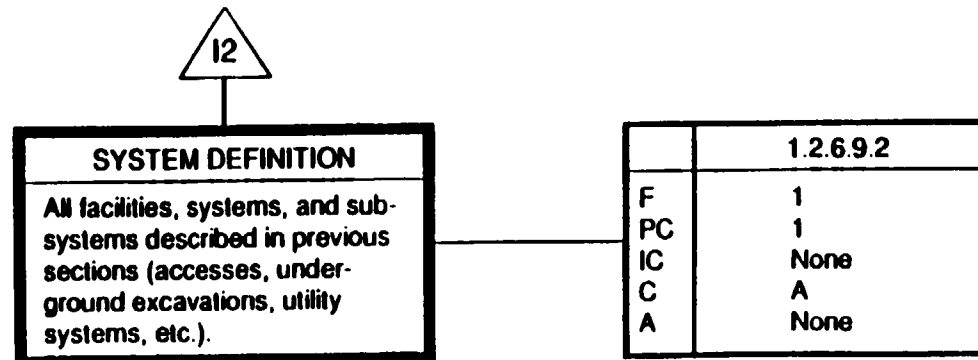 I2
SYSTEM DEFINITION
All facilities, systems, and sub-
systems described in previous
sections (accesses, under-
ground excavations, utility
systems, etc.).
1.2.6.9.2
F 1
PC 1
IC None
C A
A None